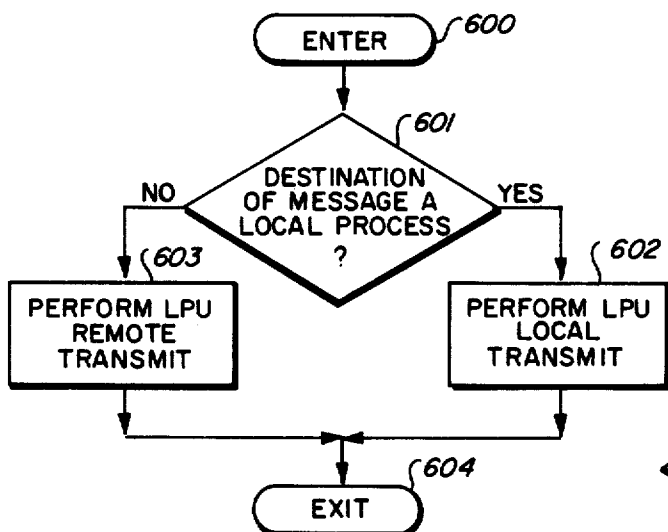 ENTER
600
601
DESTINATION
OF MESSAGE A
LOCAL PROCESS
?
NO
YES
603
PERFORM LPU
REMOTE
TRANSMIT
602
PERFORM LPU
LOCAL
TRANSMIT
604
EXIT